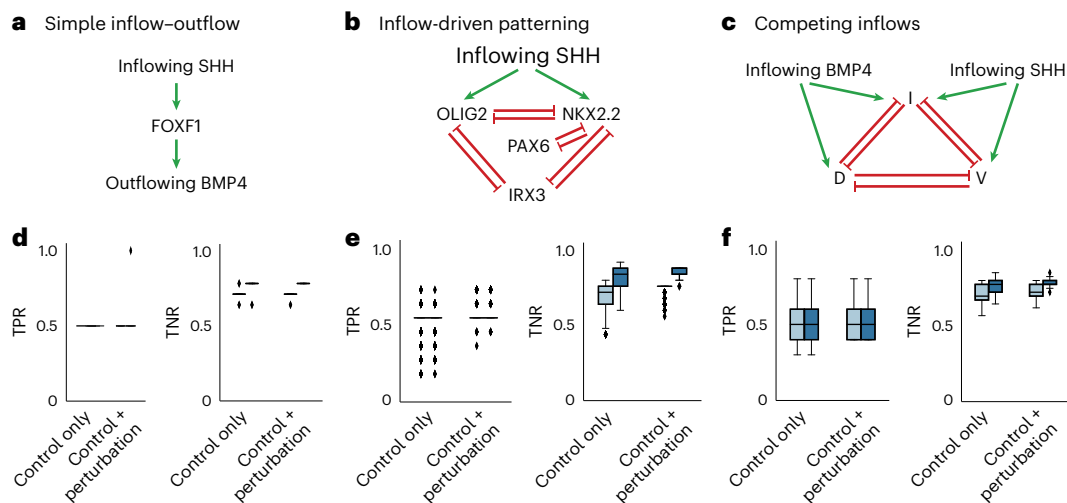 a Simple inflow–outflow
Inflowing SHH
FOXF1
Outflowing BMP4
b Inflow-driven patterning
Inflowing SHH
OLIG2 NKX2.2
PAX6
IRX3
c Competing inflows
Inflowing BMP4 Inflowing SHH
I
D V
d
1.0
0.5
0
TPR
Control only
Control +
perturbation
1.0
0.5
0
TNR
Control only
Control +
perturbation
e
1.0
0.5
0
TPR
Control only
Control +
perturbation
1.0
0.5
0
TNR
Control only
Control +
perturbation
f
1.0
0.5
0
TPR
Control only
Control +
perturbation
1.0
0.5
0
TNR
Control only
Control +
perturbation